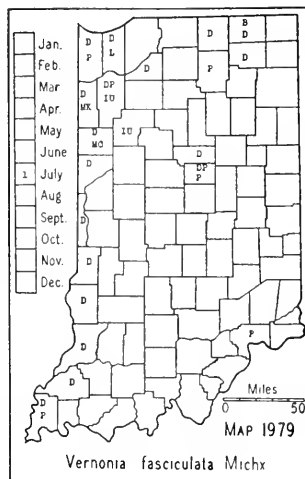 Jan.
Feb.
Mar
Apr.
May
June
1 July
Aug
Sept.
Oct.
Nov.
Dec.
D
P
D
L
D
D
P
B
D
D
D
MK
DP
IU
D
MC
IU
D
D
DP
P
D
D
D
D
P
D
D
P
Miles
0 50
MAP 1979
Vernonia fasciculata Michx